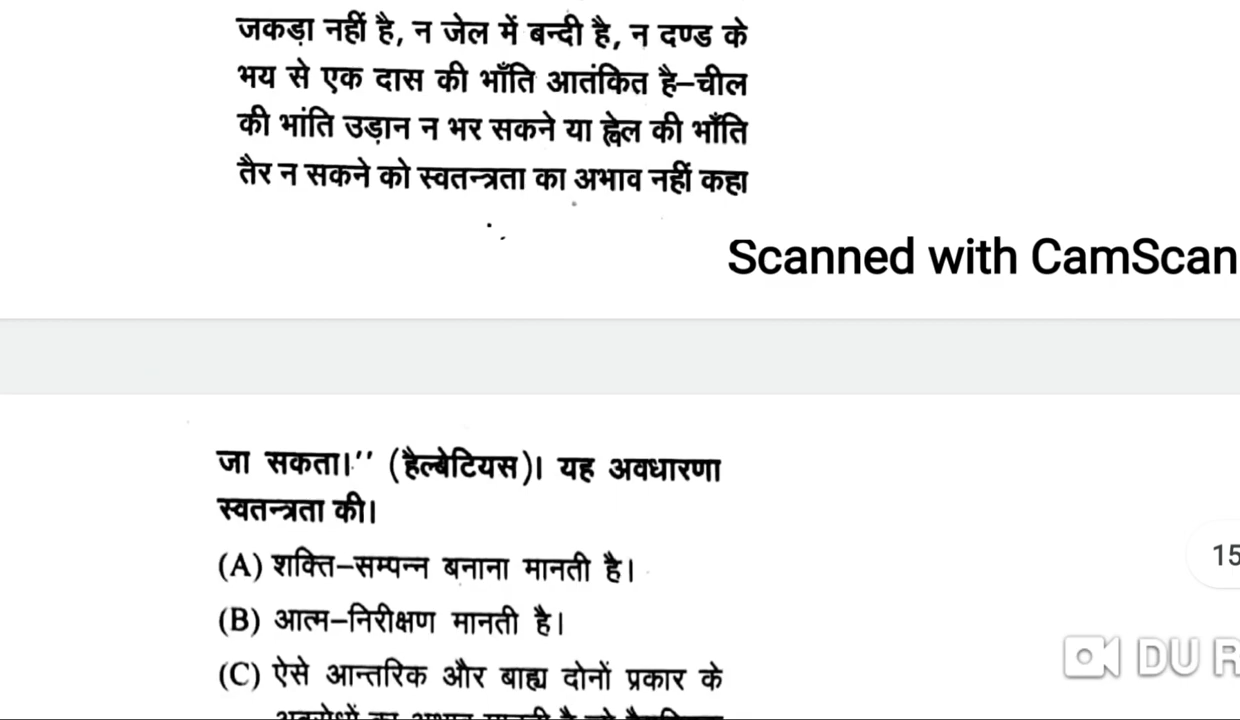 जकड़ा नहीं है, न जेल में बन्दी है, न दण्ड के
भय से एक दास की भाँति आतंकित है–चील
की भांति उड़ान न भर सकने या ह्वेल की भाँति
तैर न सकने को स्वतन्त्रता का अभाव नहीं कहा
Scanned with CamScan
जा सकता।’’ (हैल्बेटियस)। यह अवधारणा
स्वतन्त्रता की।
(A) शक्ति–सम्पन्न बनाना मानती है।
15
(B) आत्म–निरीक्षण मानती है।
DU R
(C) ऐसे आन्तरिक और बाह्य दोनों प्रकार के